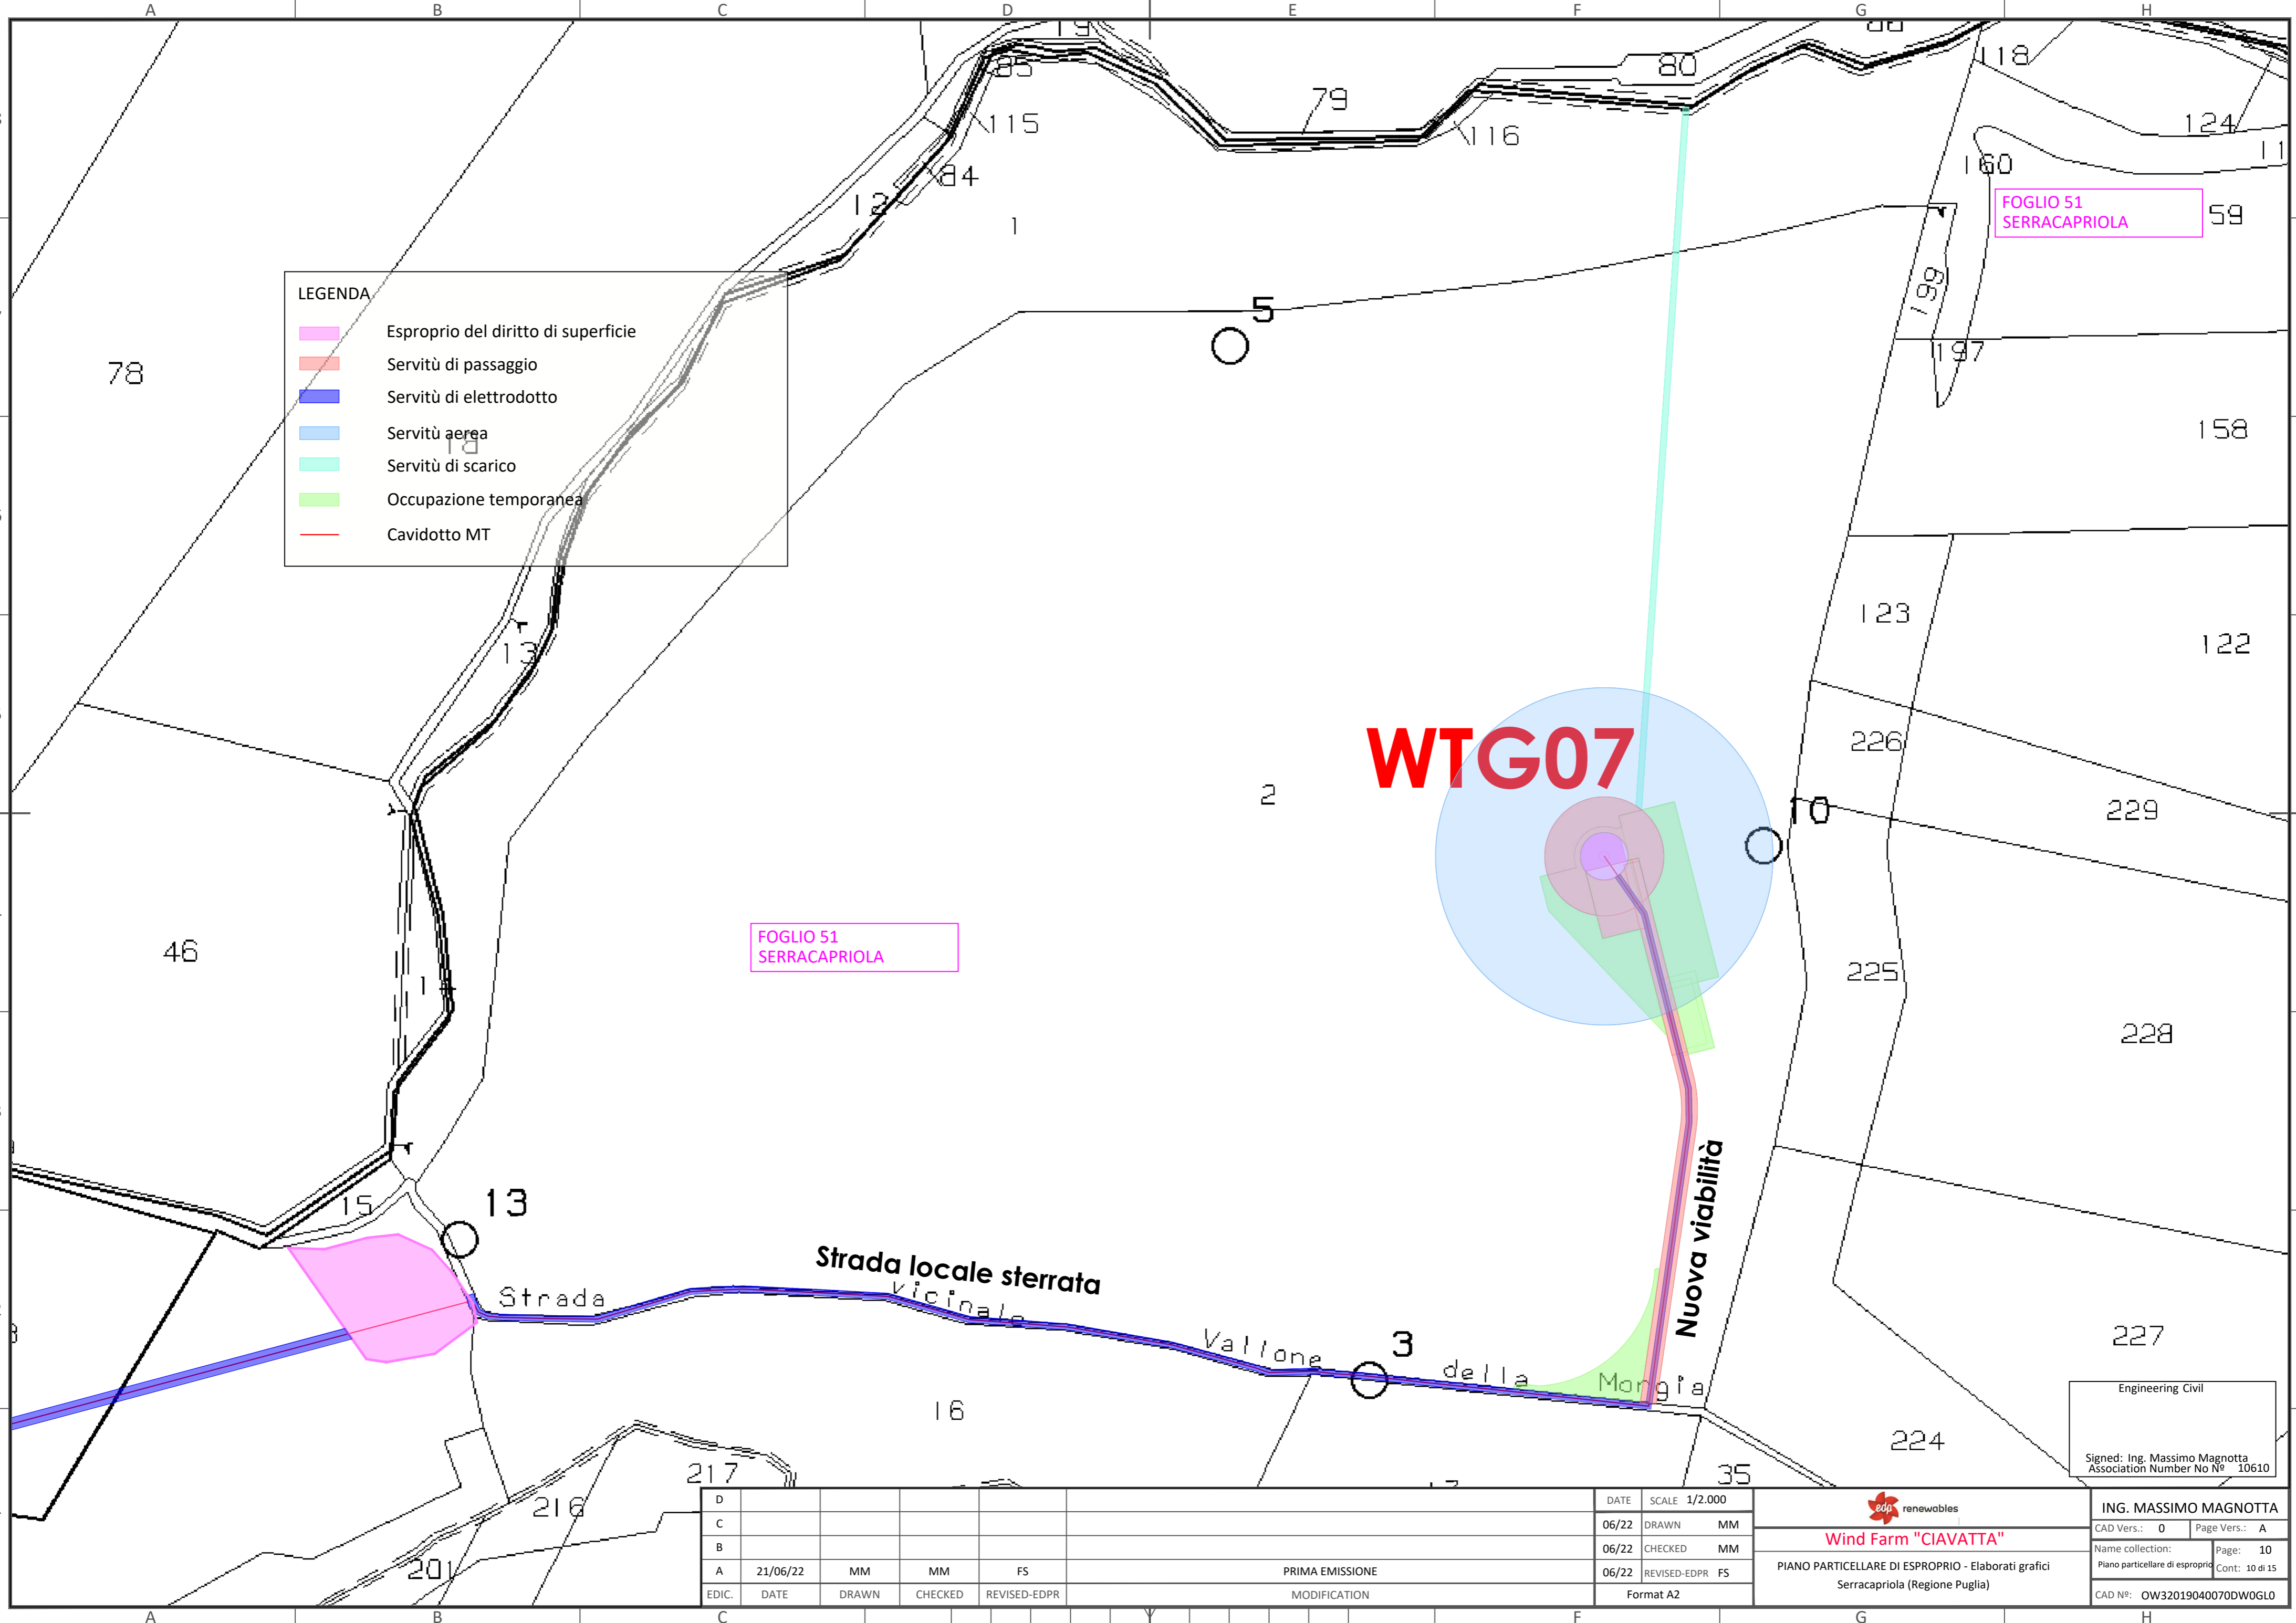 A B C D E F G H
19
85
115
84
12
1
79
116
80
88
118
124
11
160
FOGLIO 51
SERRACAPRIOLA
59
199
197
158
5
78
LEGENDA
Esproprio del diritto di superficie
Servitù di passaggio
Servitù di elettrodotto
Servitù aerea
Servitù di scarico
Occupazione temporanea
Cavidotto MT
13
123
122
WTG07
226
2
10
229
46
FOGLIO 51
SERRACAPRIOLA
225
228
15
13
Strada locale sterrata
Strada vicinale Vallone della Morgia
Nuova viabilità
3
227
16
224
217
35
216
201
Engineering Civil
Signed: Ing. Massimo Magnotta
Association Number No Nº 10610
D
C
B
A 21/06/22 MM MM FS PRIMA EMISSIONE
EDIC. DATE DRAWN CHECKED REVISED-EDPR MODIFICATION
DATE SCALE 1/2.000
06/22 DRAWN MM
06/22 CHECKED MM
06/22 REVISED-EDPR FS
Format A2
edp renewables
Wind Farm "CIAVATTA"
PIANO PARTICELLARE DI ESPROPRIO - Elaborati grafici
Serracapriola (Regione Puglia)
ING. MASSIMO MAGNOTTA
CAD Vers.: 0 Page Vers.: A
Name collection: Piano particellare di esproprio
Page: 10
Cont: 10 di 15
CAD Nº: OW32019040070DW0GL0
A B C F G H